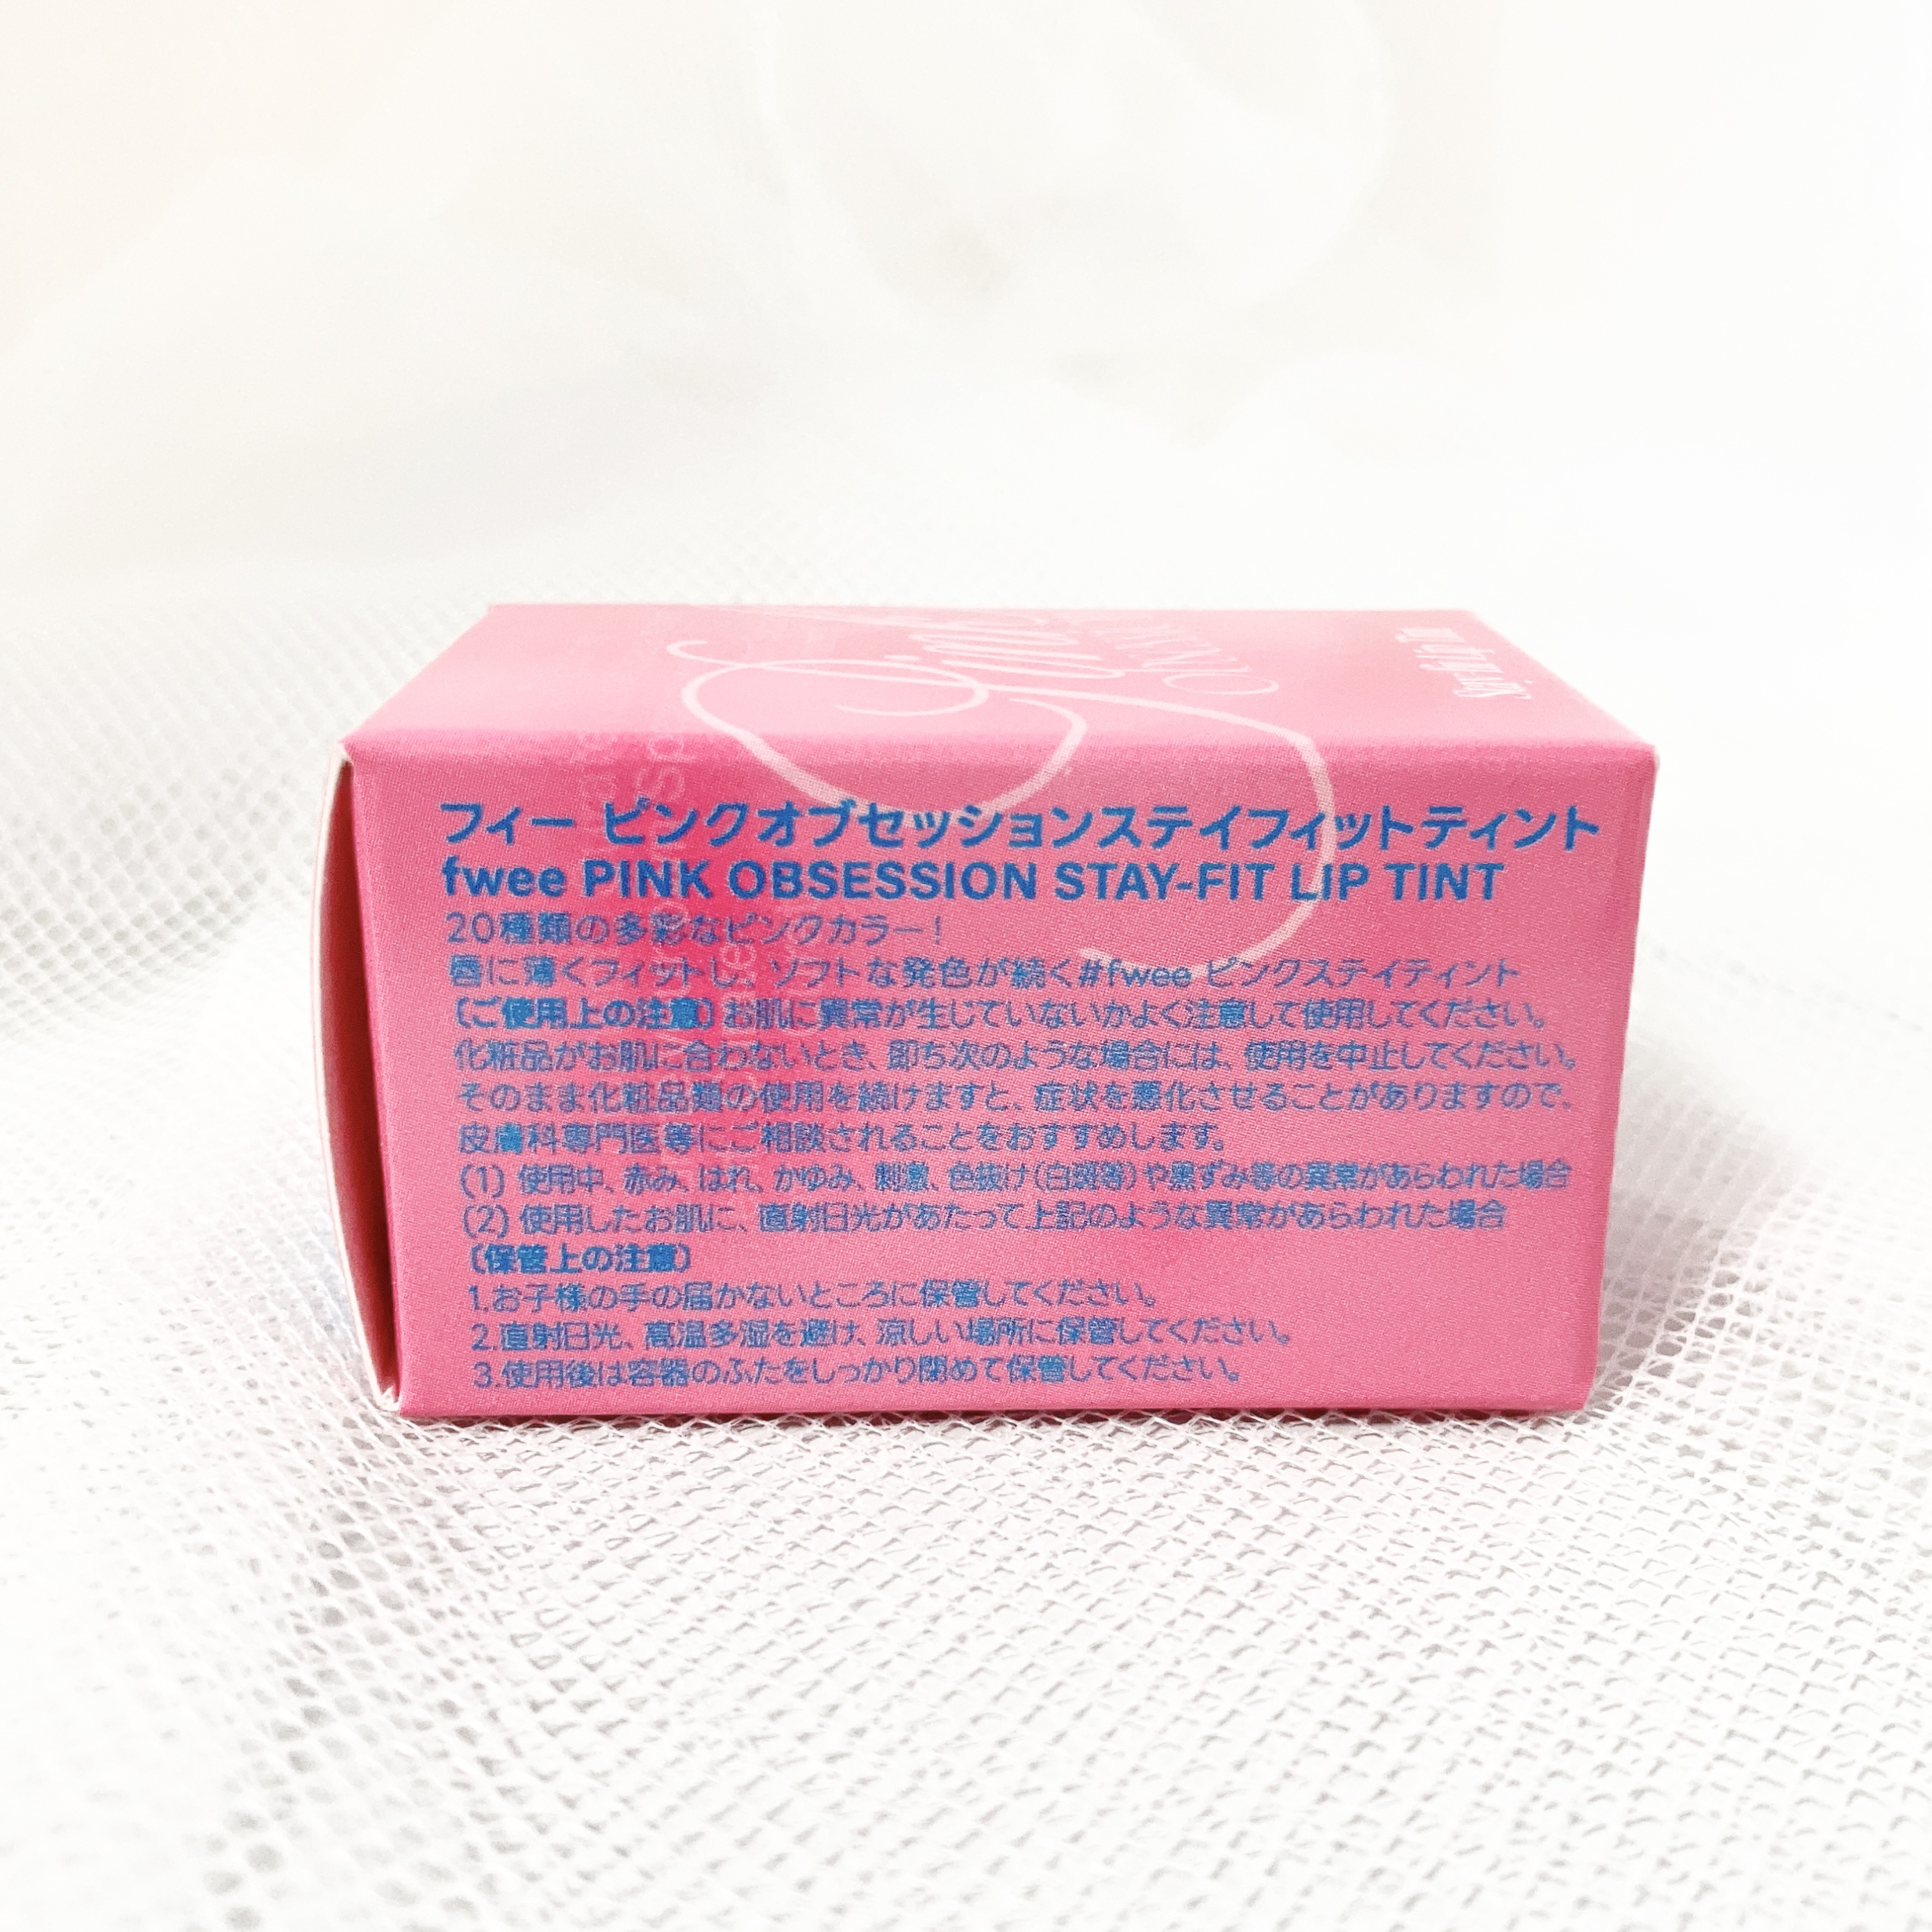 フィー ピンクオブセッションステイフィットティント
fwee PINK OBSESSION STAY-FIT LIP TINT
20種類の多彩なピンクカラー！
唇に薄くフィットし、ソフトな発色が続く#fwee ピンクステイティント
〔ご使用上の注意〕お肌に異常が生じていないかよく注意して使用してください。
化粧品がお肌に合わないとき、即ち次のような場合には、使用を中止してください。
そのまま化粧品類の使用を続けますと、症状を悪化させることがありますので、
皮膚科専門医等にご相談されることをおすすめします。
(1) 使用中、赤み、はれ、かゆみ、刺激、色抜け(白斑等)や黒ずみ等の異常があらわれた場合
(2) 使用したお肌に、直射日光があたって上記のような異常があらわれた場合
〔保管上の注意〕
1.お子様の手の届かないところに保管してください。
2.直射日光、高温多湿を避け、涼しい場所に保管してください。
3.使用後は容器のふたをしっかり閉めて保管してください。